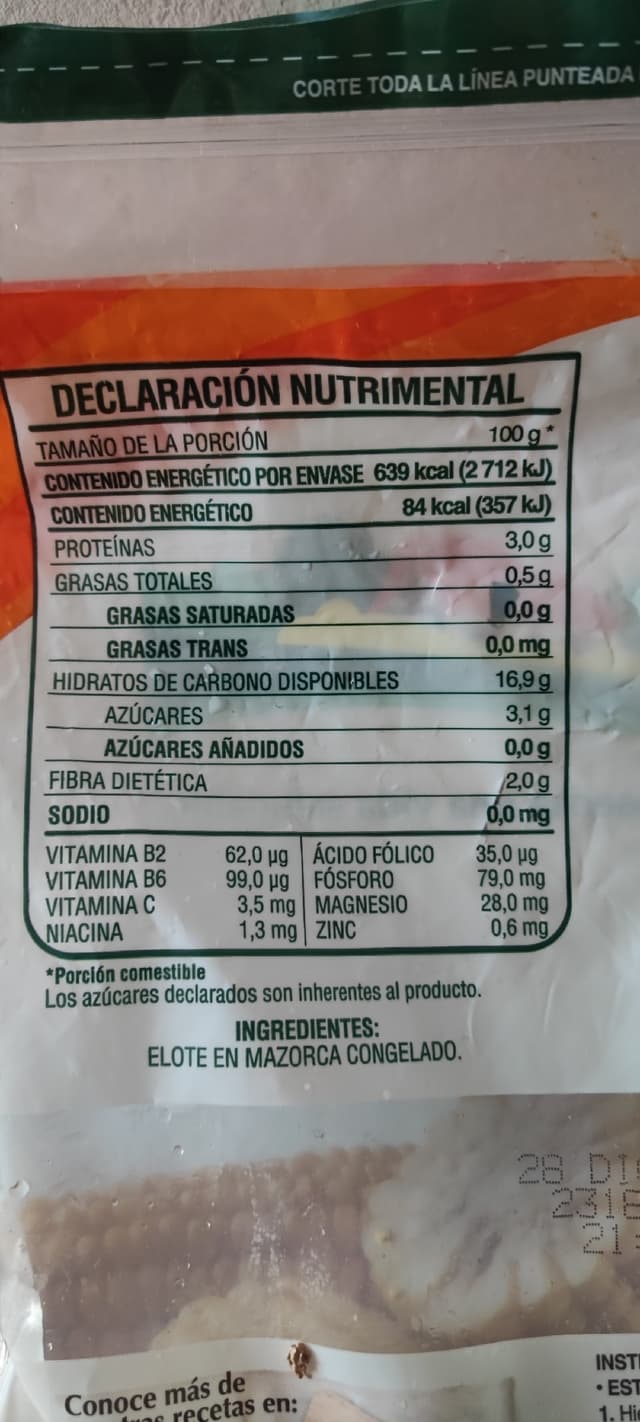 CORTE TODA LA LÍNEA PUNTEADA
DECLARACIÓN NUTRIMENTAL
TAMAÑO DE LA PORCIÓN 100 g*
CONTENIDO ENERGÉTICO POR ENVASE 639 kcal (2 712 kJ)
CONTENIDO ENERGÉTICO 84 kcal (357 kJ)
PROTEÍNAS 3,0 g
GRASAS TOTALES 0,5 g
GRASAS SATURADAS 0,0 g
GRASAS TRANS 0,0 mg
HIDRATOS DE CARBONO DISPONIBLES 16,9 g
AZÚCARES 3,1 g
AZÚCARES AÑADIDOS 0,0 g
FIBRA DIETÉTICA 2,0 g
SODIO 0,0 mg
VITAMINA B2 62,0 µg ÁCIDO FÓLICO 35,0 µg
VITAMINA B6 99,0 µg FÓSFORO 79,0 mg
VITAMINA C 3,5 mg MAGNESIO 28,0 mg
NIACINA 1,3 mg ZINC 0,6 mg
*Porción comestible
Los azúcares declarados son inherentes al producto.
INGREDIENTES:
ELOTE EN MAZORCA CONGELADO.
28
Conoce más de
recetas en:
1.